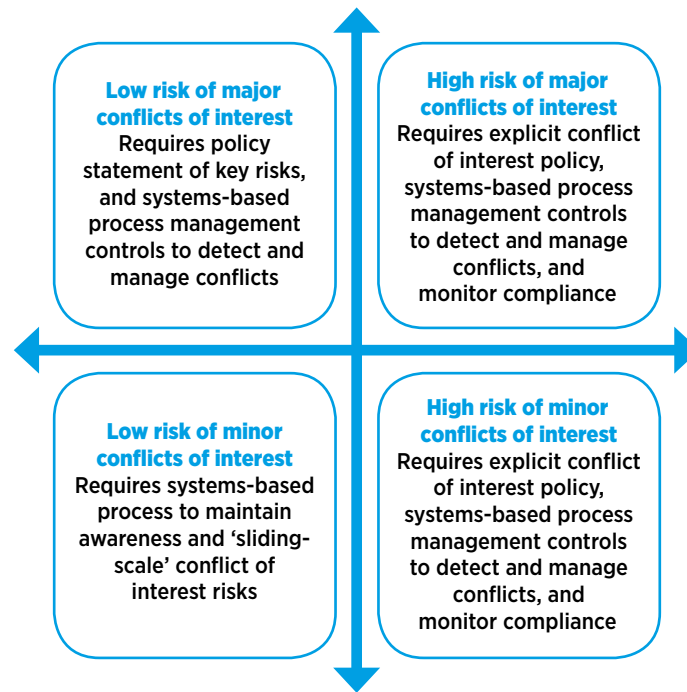 Low risk of major
conflicts of interest
Requires policy
statement of key risks,
and systems-based
process management
controls to detect and
manage conflicts
High risk of major
conflicts of interest
Requires explicit conflict
of interest policy,
systems-based process
management controls
to detect and manage
conflicts, and
monitor compliance
Low risk of minor
conflicts of interest
Requires systems-based
process to maintain
awareness and ‘sliding-
scale’ conflict of
interest risks
High risk of minor
conflicts of interest
Requires explicit conflict
of interest policy,
systems-based process
management controls
to detect and manage
conflicts, and
monitor compliance